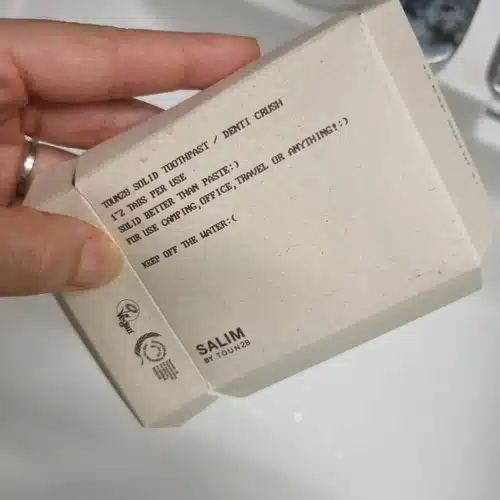 TOUN28 SOLID TOOTHPAST / DENTI CRUSH
1~2 TABS PER USE
SOLID BETTER THAN PASTE:)
FOR USE CAMPING,OFFICE,TRAVEL OR ANYTHING!:)
KEEP OFF THE WATER:(
Vegan
SALIM
BY TOUN28